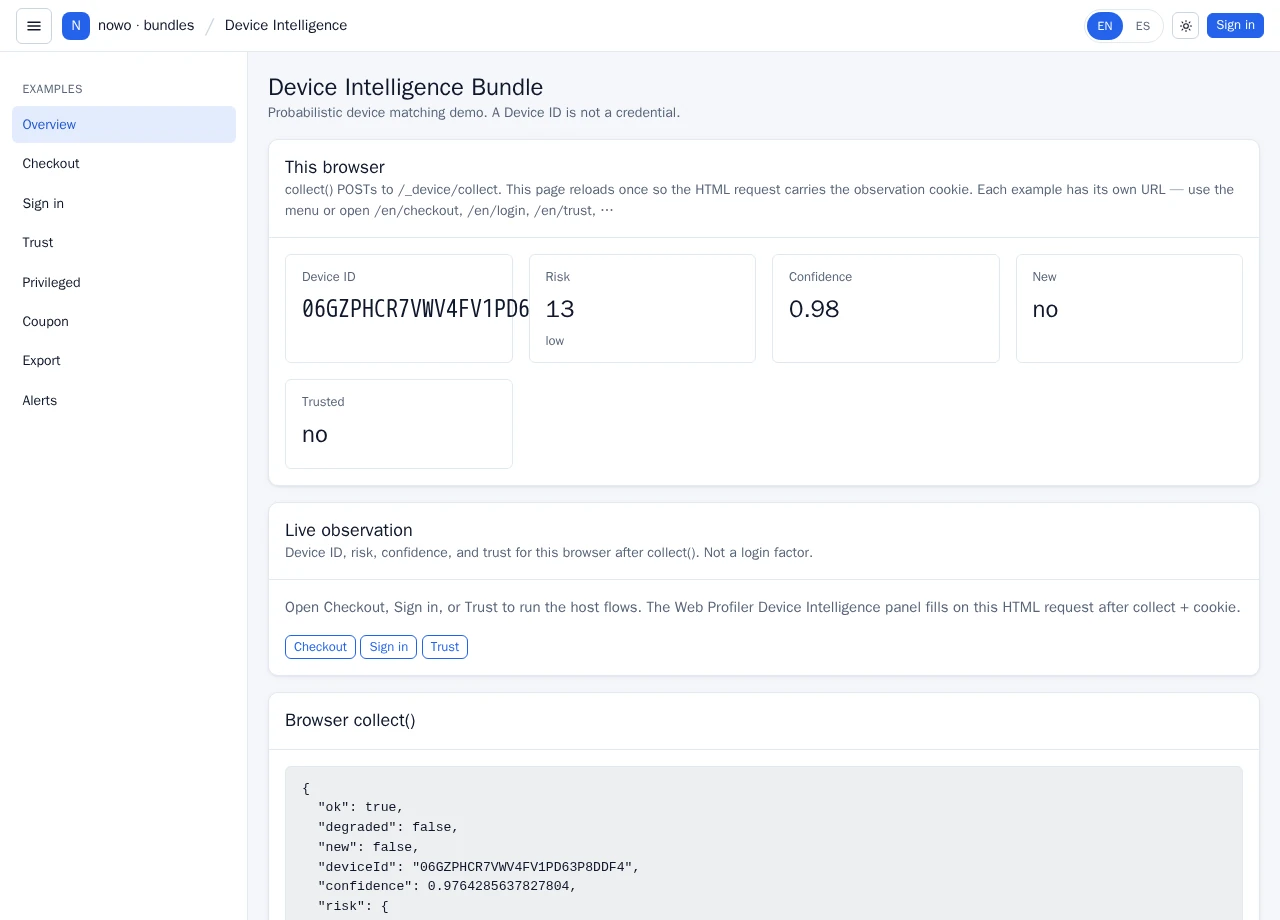 N nowo · bundles / Device Intelligence
EN ES Sign in
EXAMPLES
Overview
Checkout
Sign in
Trust
Privileged
Coupon
Export
Alerts
Device Intelligence Bundle
Probabilistic device matching demo. A Device ID is not a credential.
This browser
collect() POSTs to /_device/collect. This page reloads once so the HTML request carries the observation cookie. Each example has its own URL — use the
menu or open /en/checkout, /en/login, /en/trust, …
Device ID
06GZPHCR7VWV4FV1PD6
Risk
13
low
Confidence
0.98
New
no
Trusted
no
Live observation
Device ID, risk, confidence, and trust for this browser after collect(). Not a login factor.
Open Checkout, Sign in, or Trust to run the host flows. The Web Profiler Device Intelligence panel fills on this HTML request after collect + cookie.
Checkout Sign in Trust
Browser collect()
{
  "ok": true,
  "degraded": false,
  "new": false,
  "deviceId": "06GZPHCR7VWV4FV1PD63P8DDF4",
  "confidence": 0.9764285637827804,
  "risk": {